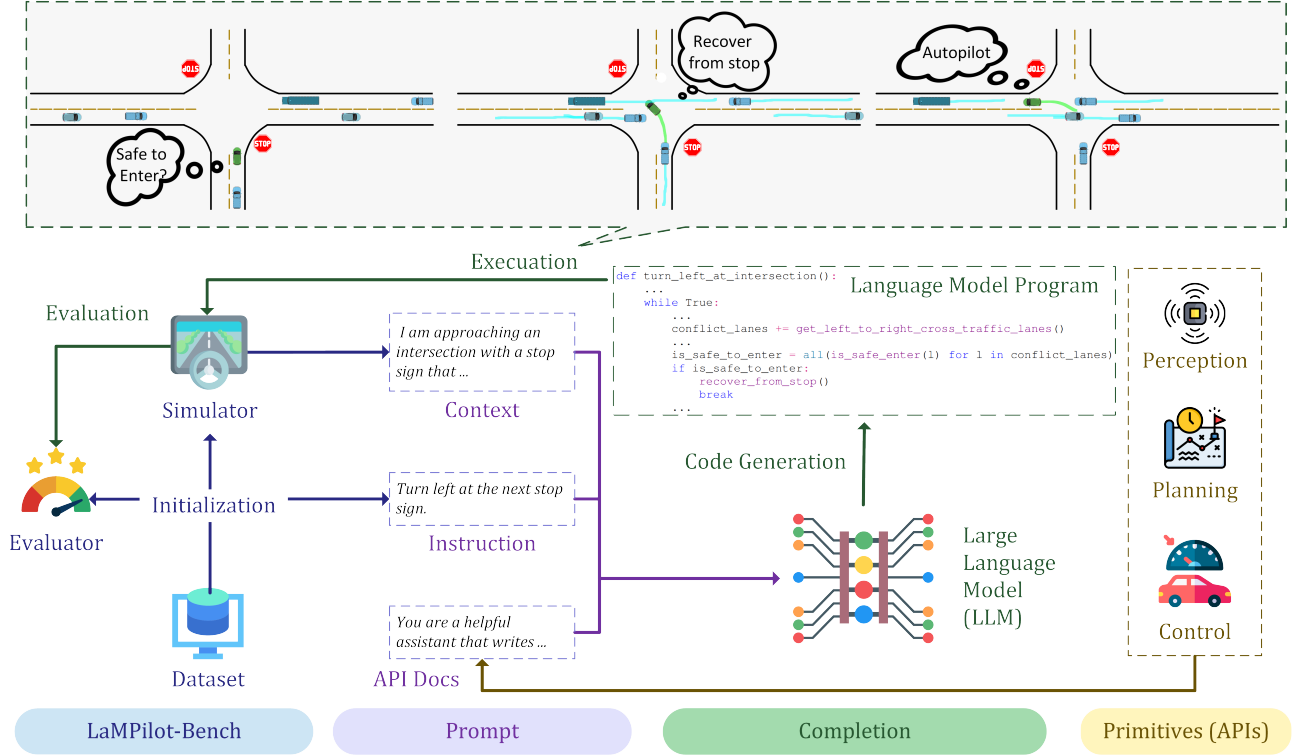 STOP
STOP
Safe to
Enter?
STOP
STOP
Recover
from stop
Autopilot
STOP
STOP
Execuation
Evaluation
Simulator
Initialization
Evaluator
Dataset
I am approaching an
intersection with a stop
sign that ...
Context
Turn left at the next stop
sign.
Instruction
You are a helpful
assistant that writes ...
API Docs
def turn_left_at_intersection():
...
while True:
...
conflict_lanes += get_left_to_right_cross_traffic_lanes()
...
is_safe_to_enter = all(is_safe_enter(l) for l in conflict_lanes)
if is_safe_to_enter:
recover_from_stop()
break
...
Language Model Program
Code Generation
Large
Language
Model
(LLM)
Perception
Planning
Control
LaMPilot-Bench
Prompt
Completion
Primitives (APIs)